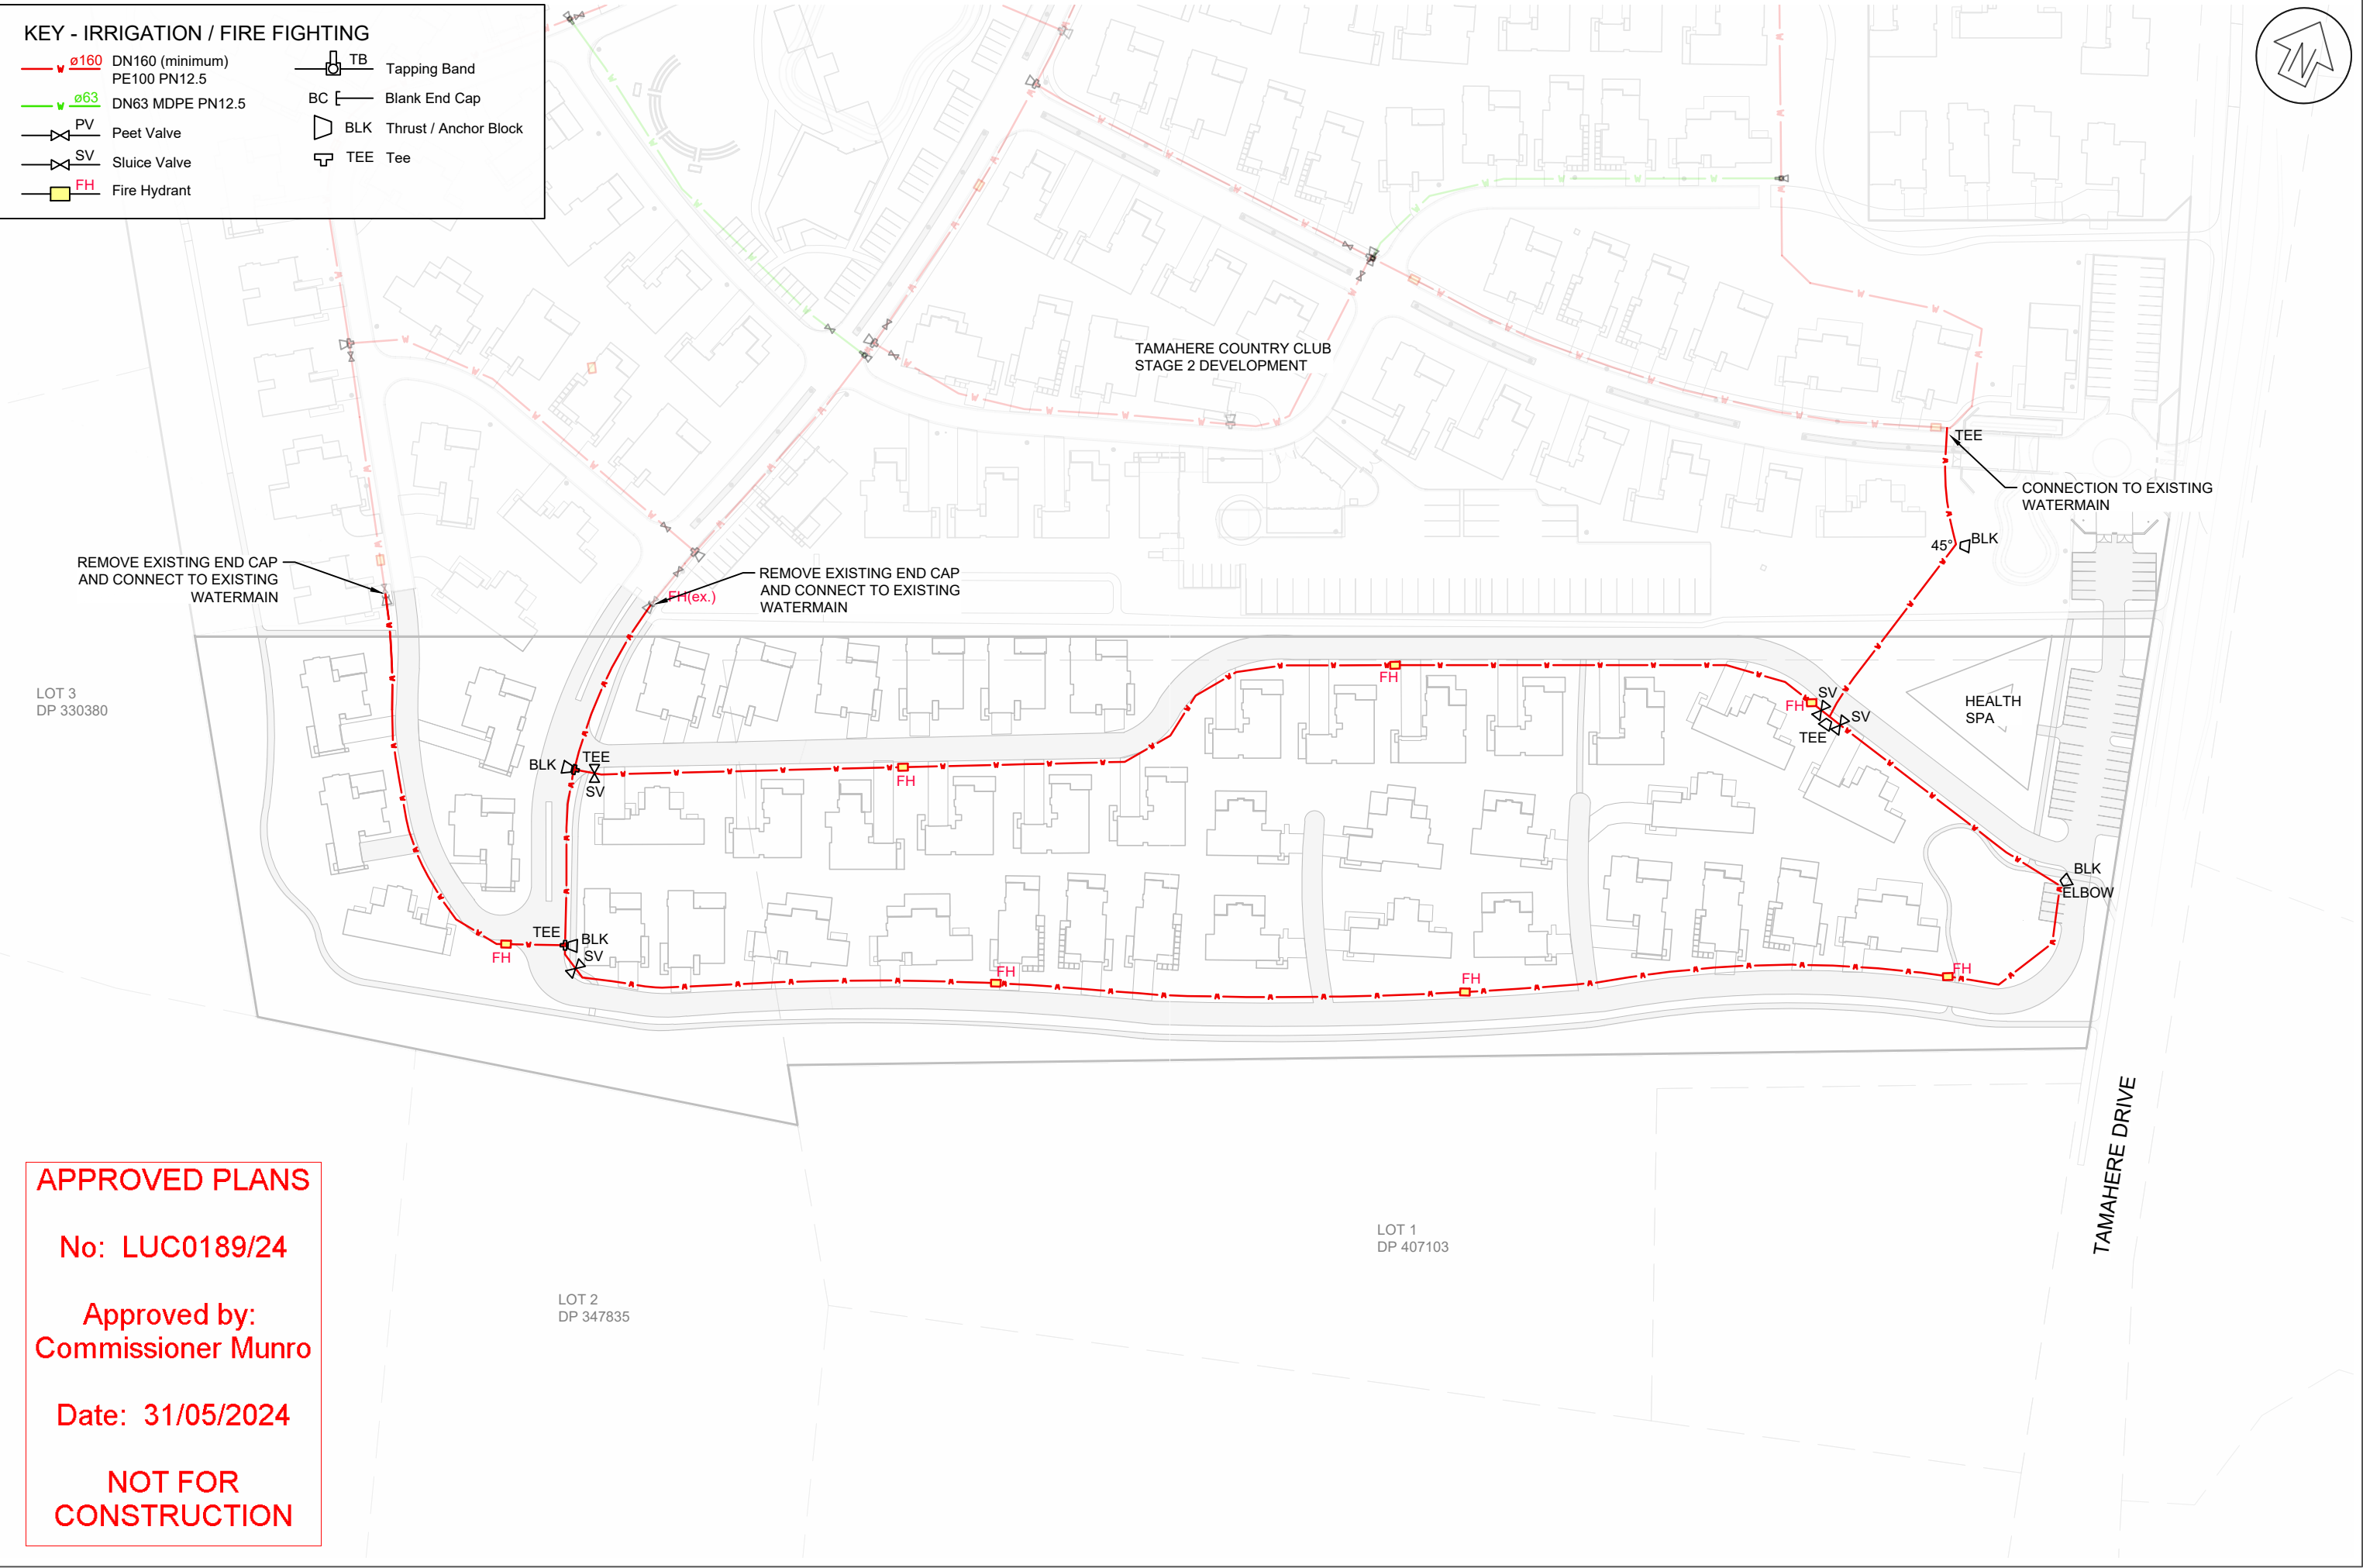 KEY - IRRIGATION / FIRE FIGHTING
ø160 DN160 (minimum)
PE100 PN12.5
ø63 DN63 MDPE PN12.5
PV Peet Valve
SV Sluice Valve
FH Fire Hydrant
TB Tapping Band
BC Blank End Cap
BLK Thrust / Anchor Block
TEE Tee
N
TAMAHERE COUNTRY CLUB
STAGE 2 DEVELOPMENT
TEE
CONNECTION TO EXISTING
WATERMAIN
45°
BLK
REMOVE EXISTING END CAP
AND CONNECT TO EXISTING
WATERMAIN
REMOVE EXISTING END CAP
AND CONNECT TO EXISTING
WATERMAIN
FH(ex.)
LOT 3
DP 330380
FH
SV
FH
SV
TEE
HEALTH
SPA
BLK
TEE
SV
FH
BLK
ELBOW
TEE
BLK
SV
FH
FH
FH
FH
TAMAHERE DRIVE
LOT 1
DP 407103
LOT 2
DP 347835
APPROVED PLANS
No: LUC0189/24
Approved by:
Commissioner Munro
Date: 31/05/2024
NOT FOR
CONSTRUCTION